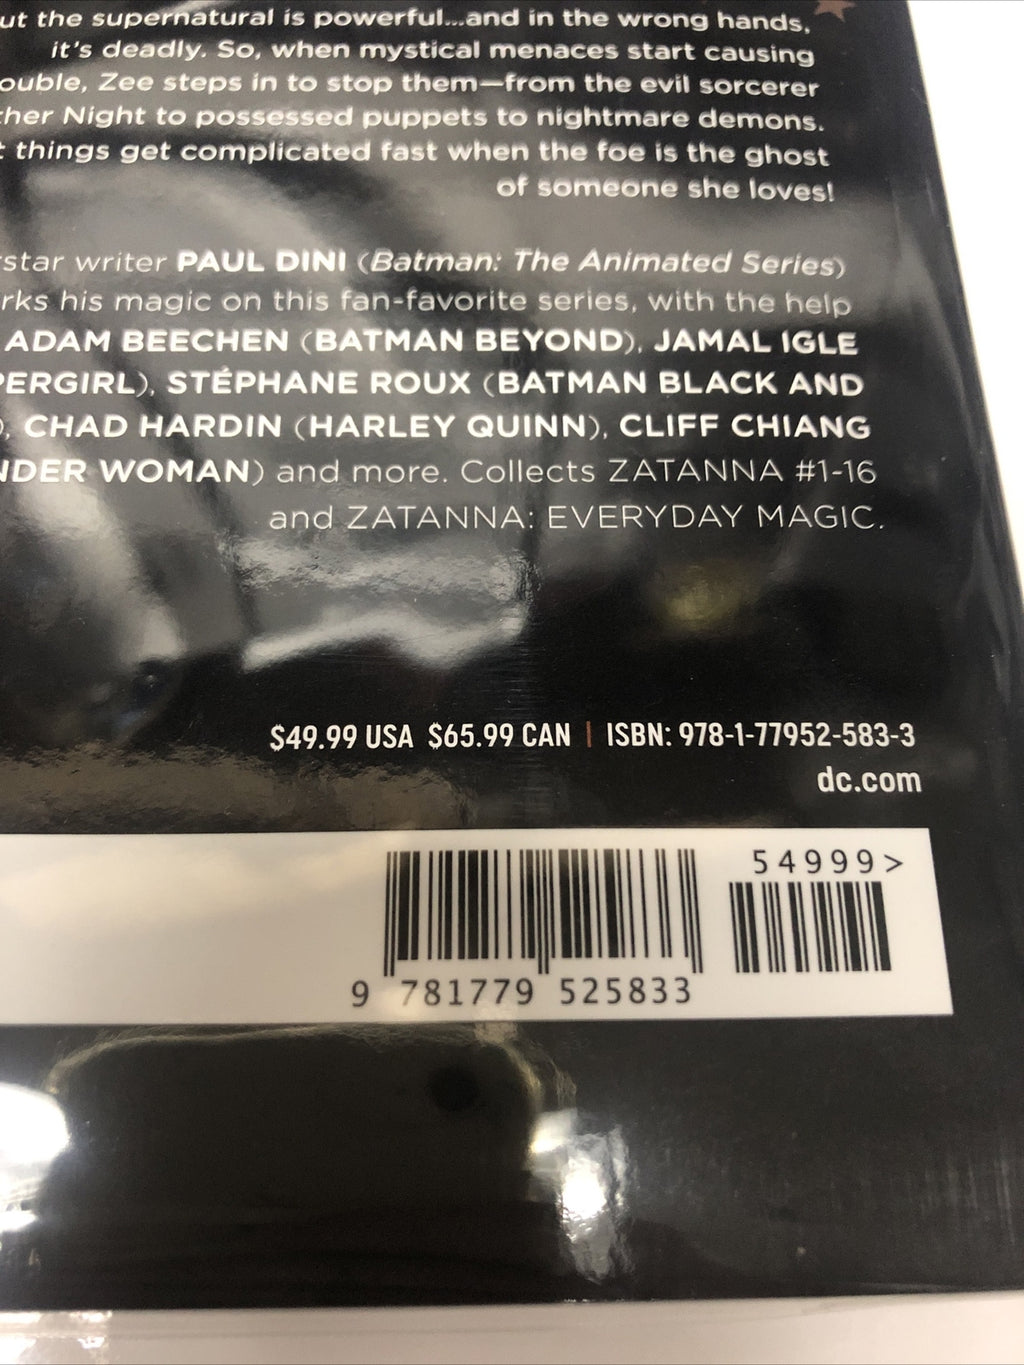 ut the supernatural is powerful...and in the wrong hands,
it's deadly. So, when mystical menaces start causing
ouble, Zee steps in to stop them—from the evil sorcerer
her Night to possessed puppets to nightmare demons.
t things get complicated fast when the foe is the ghost
of someone she loves!
star writer PAUL DINI (Batman: The Animated Series)
rks his magic on this fan-favorite series, with the help
ADAM BEECHEN (BATMAN BEYOND), JAMAL IGLE
PERGIRL), STÉPHANE ROUX (BATMAN BLACK AND
), CHAD HARDIN (HARLEY QUINN), CLIFF CHIANG
NDER WOMAN) and more. Collects ZATANNA #1-16
and ZATANNA: EVERYDAY MAGIC.
$49.99 USA $65.99 CAN | ISBN: 978-1-77952-583-3
dc.com
54999>
9 781779 525833